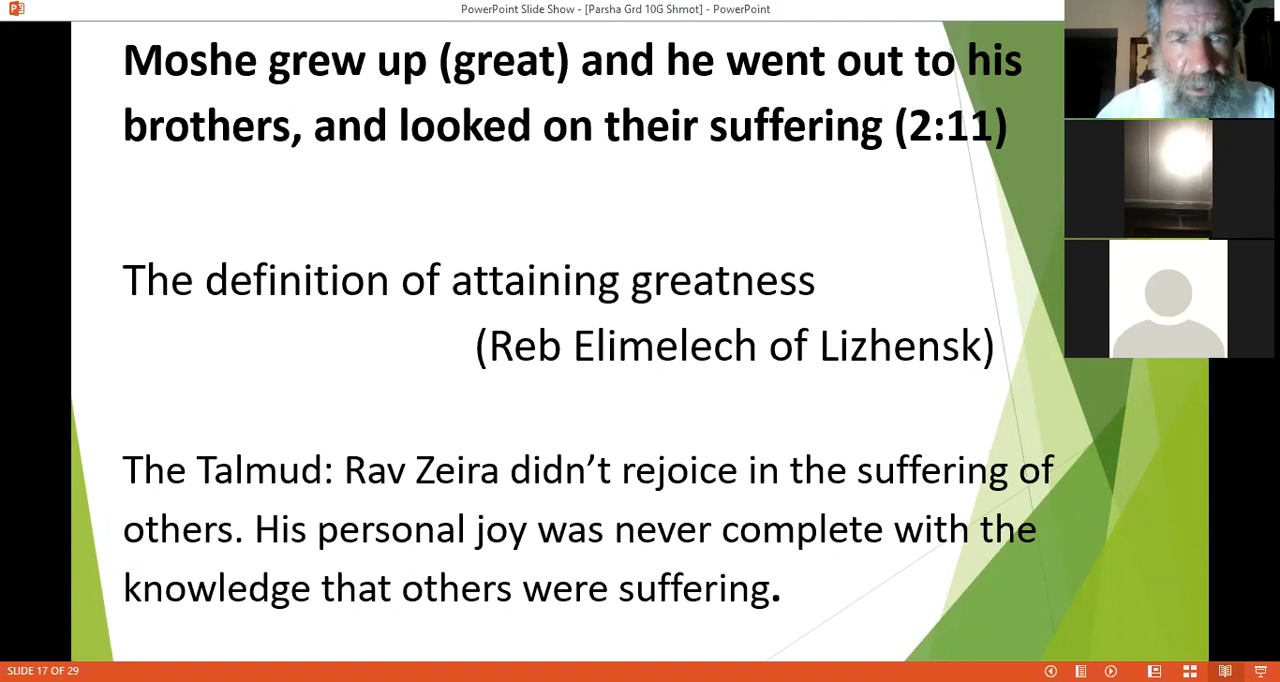 PowerPoint Slide Show - [Parsha Grd 10G Shmot] - PowerPoint
Moshe grew up (great) and he went out to his
brothers, and looked on their suffering (2:11)
The definition of attaining greatness
(Reb Elimelech of Lizhensk)
The Talmud: Rav Zeira didn’t rejoice in the suffering of
others. His personal joy was never complete with the
knowledge that others were suffering.
SLIDE 17 OF 29